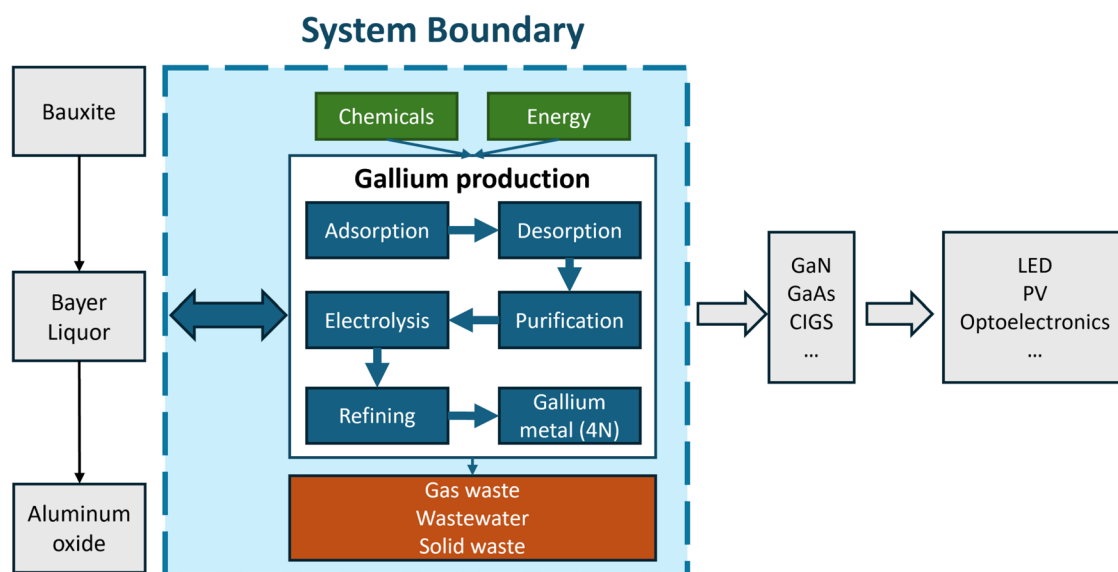 System Boundary
Bauxite
Bayer
Liquor
Aluminum
oxide
Chemicals
Energy
Gallium production
Adsorption
Desorption
Electrolysis
Purification
Refining
Gallium
metal (4N)
Gas waste
Wastewater
Solid waste
GaN
GaAs
CIGS
...
LED
PV
Optoelectronics
...